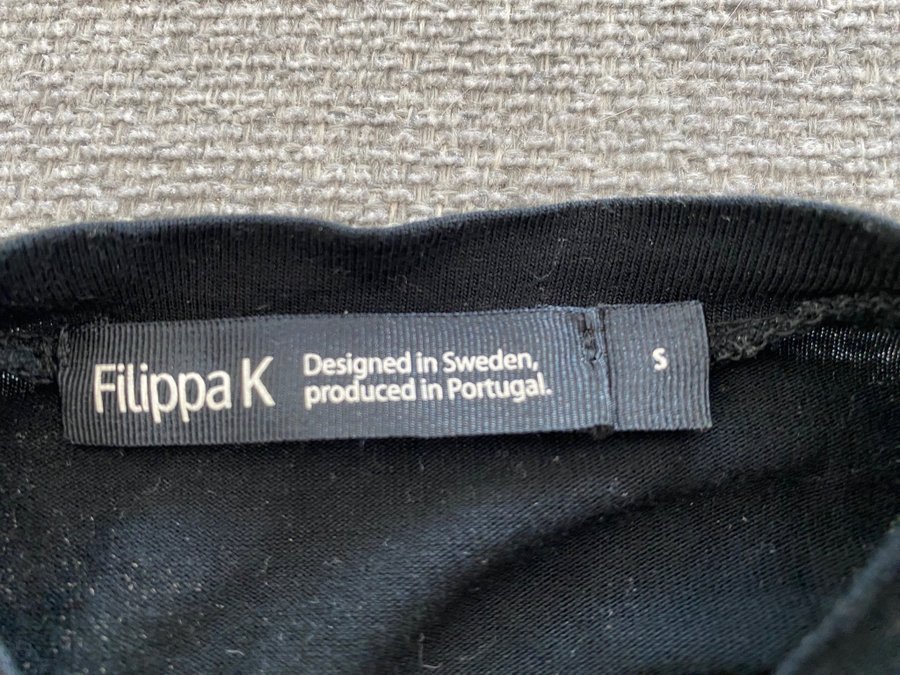 Filippa K
Designed in Sweden,
produced in Portugal.
S